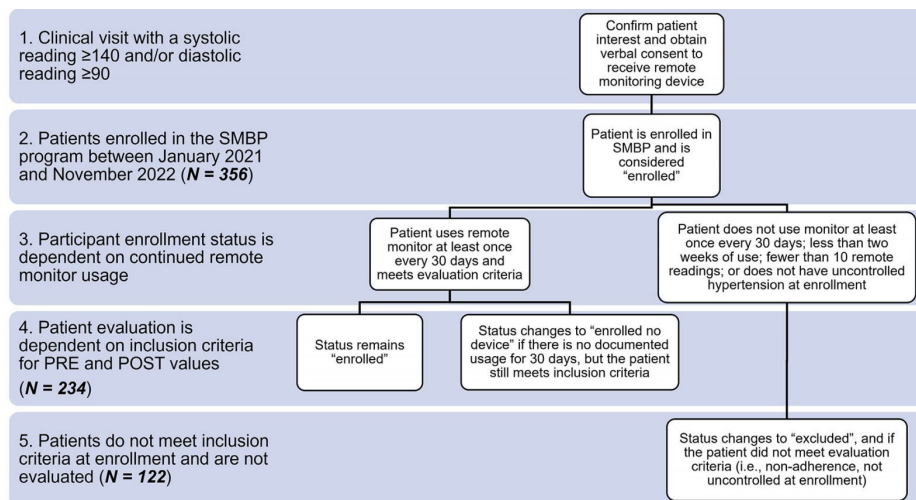 1. Clinical visit with a systolic
reading ≥140 and/or diastolic
reading ≥90
Confirm patient
interest and obtain
verbal consent to
receive remote
monitoring device
2. Patients enrolled in the SMBP
program between January 2021
and November 2022 (N = 356)
Patient is enrolled in
SMBP and is
considered
“enrolled”
3. Participant enrollment status is
dependent on continued remote
monitor usage
Patient uses remote
monitor at least once
every 30 days and
meets evaluation criteria
Patient does not use monitor at least
once every 30 days; less than two
weeks of use; fewer than 10 remote
readings; or does not have uncontrolled
hypertension at enrollment
4. Patient evaluation is
dependent on inclusion criteria
for PRE and POST values
(N = 234)
Status remains
“enrolled”
Status changes to “enrolled no
device” if there is no documented
usage for 30 days, but the patient
still meets inclusion criteria
5. Patients do not meet inclusion
criteria at enrollment and are not
evaluated (N = 122)
Status changes to “excluded”, and if
the patient did not meet evaluation
criteria (i.e., non-adherence, not
uncontrolled at enrollment)